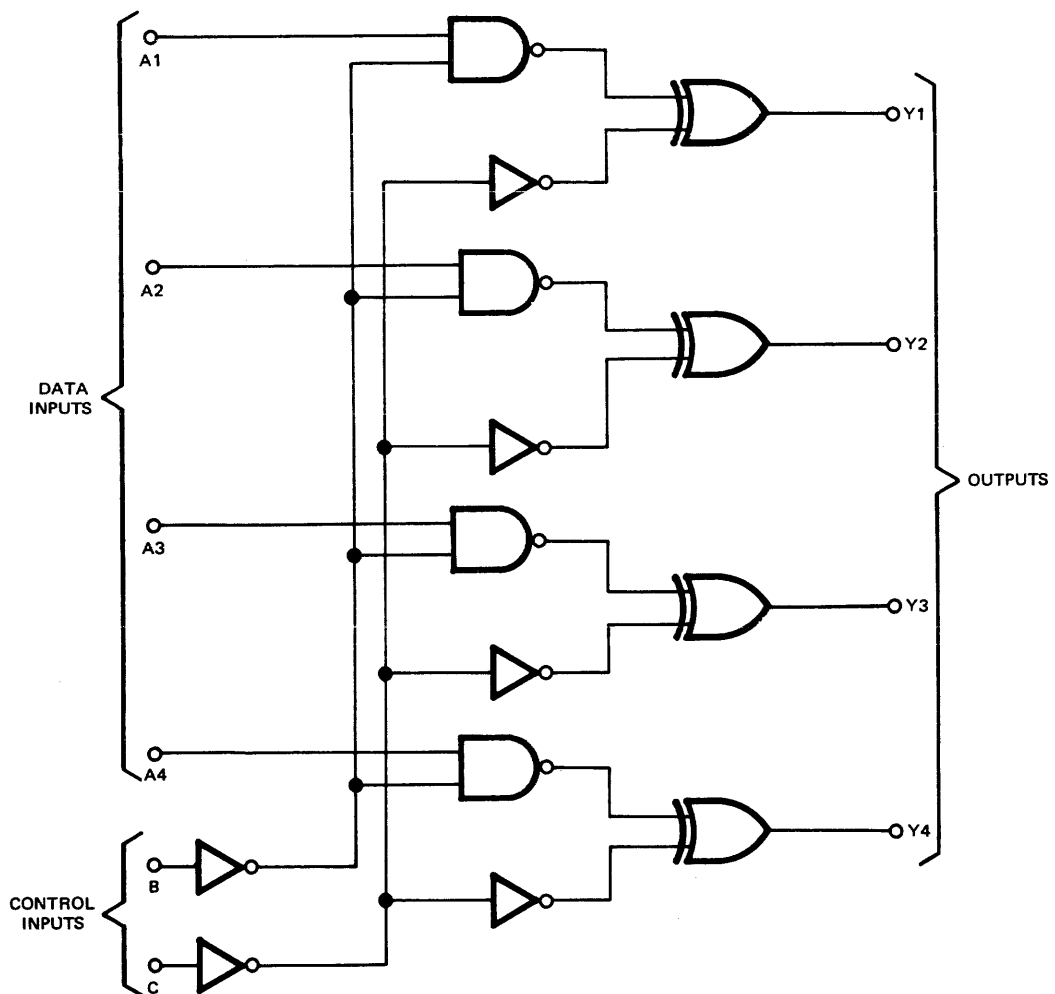 A1
Y1
A2
Y2
DATA
INPUTS
OUTPUTS
A3
Y3
A4
Y4
B
CONTROL
INPUTS
C